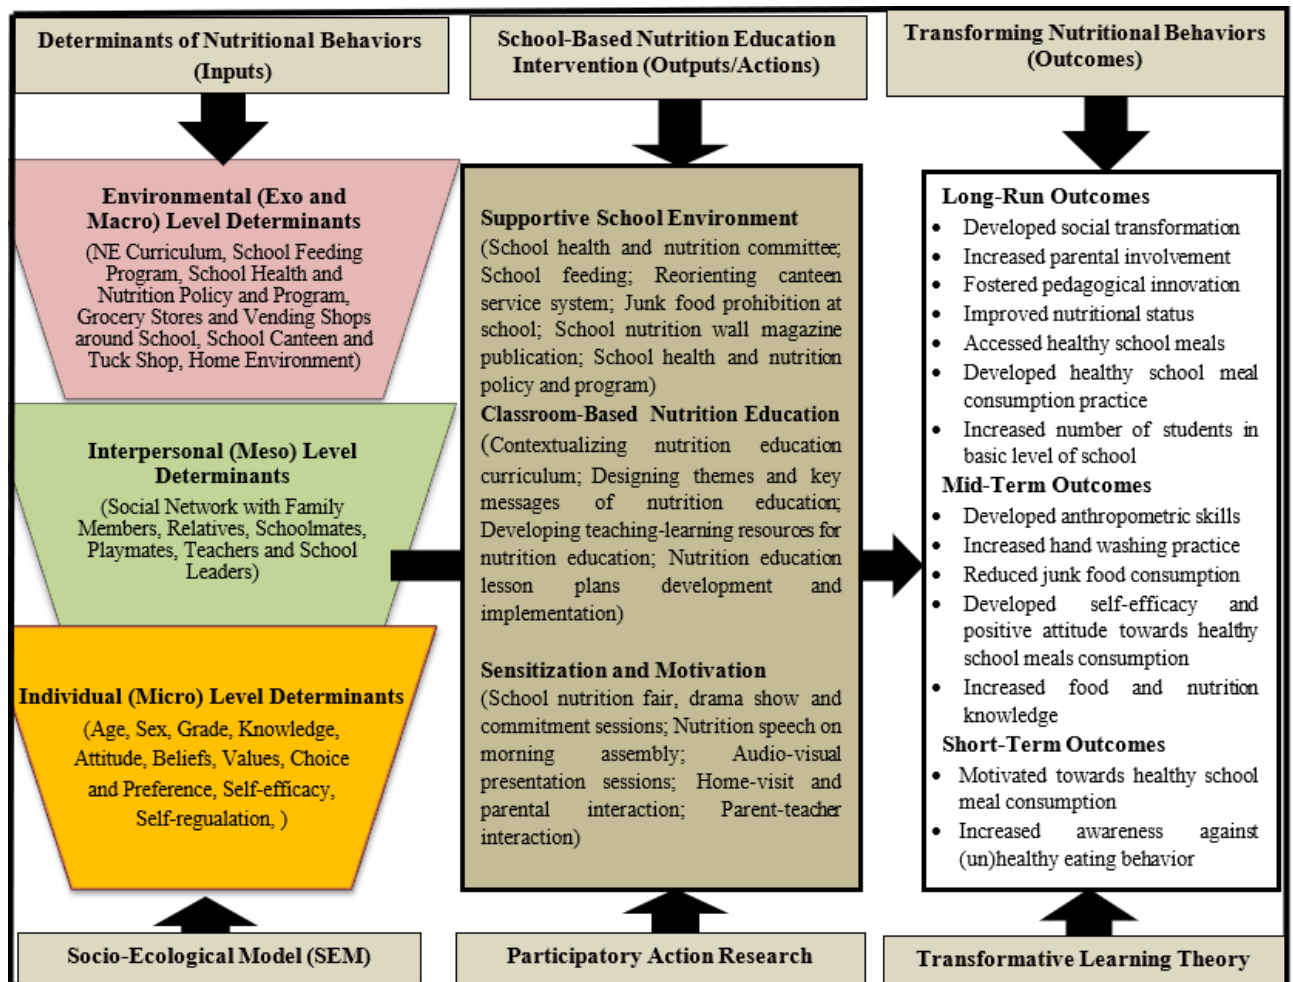 Determinants of Nutritional Behaviors
(Inputs)
School-Based Nutrition Education
Intervention (Outputs/Actions)
Transforming Nutritional Behaviors
(Outcomes)
Environmental (Exo and
Macro) Level Determinants
(NE Curriculum, School Feeding
Program, School Health and
Nutrition Policy and Program,
Grocery Stores and Vending Shops
around School, School Canteen and
Tuck Shop, Home Environment)
Interpersonal (Meso) Level
Determinants
(Social Network with Family
Members, Relatives, Schoolmates,
Playmates, Teachers and School
Leaders)
Individual (Micro) Level Determinants
(Age, Sex, Grade, Knowledge,
Attitude, Beliefs, Values, Choice
and Preference, Self-efficacy,
Self-regualation, )
Socio-Ecological Model (SEM)
Supportive School Environment
(School health and nutrition committee;
School feeding; Reorienting canteen
service system; Junk food prohibition at
school; School nutrition wall magazine
publication; School health and nutrition
policy and program)
Classroom-Based Nutrition Education
(Contextualizing nutrition education
curriculum; Designing themes and key
messages of nutrition education;
Developing teaching-learning resources for
nutrition education; Nutrition education
lesson plans development and
implementation)
Sensitization and Motivation
(School nutrition fair, drama show and
commitment sessions; Nutrition speech on
morning assembly; Audio-visual
presentation sessions; Home-visit and
parental interaction; Parent-teacher
interaction)
Participatory Action Research
Long-Run Outcomes
• Developed social transformation
• Increased parental involvement
• Fostered pedagogical innovation
• Improved nutritional status
• Accessed healthy school meals
• Developed healthy school meal
consumption practice
• Increased number of students in
basic level of school
Mid-Term Outcomes
• Developed anthropometric skills
• Increased hand washing practice
• Reduced junk food consumption
• Developed self-efficacy and
positive attitude towards healthy
school meals consumption
• Increased food and nutrition
knowledge
Short-Term Outcomes
• Motivated towards healthy school
meal consumption
• Increased awareness against
(un)healthy eating behavior
Transformative Learning Theory